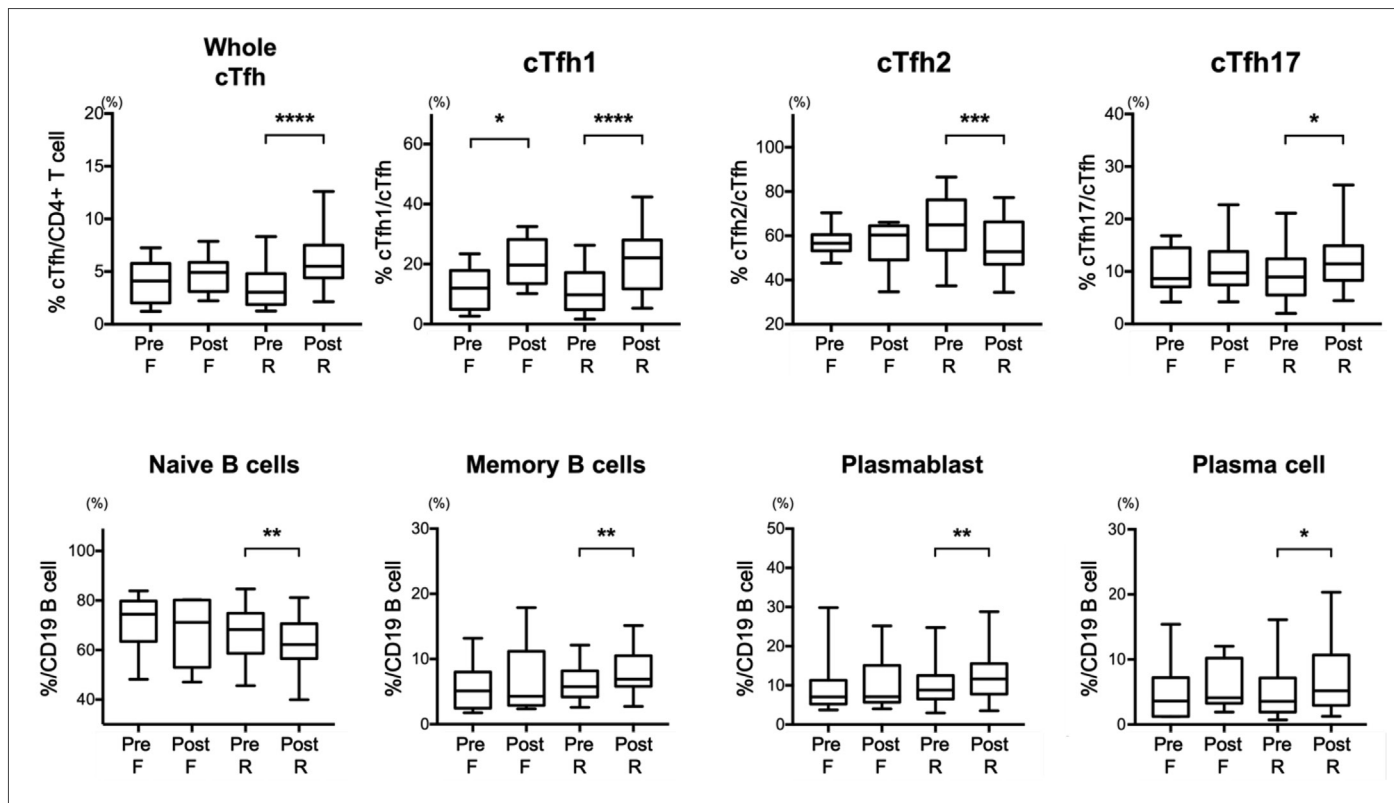 Whole
cTfh
(%)
% cTfh/CD4+ T cell
20
15
10
5
0
****
Pre Post Pre Post
F F R R
cTfh1
(%)
% cTfh1/cTfh
60
40
20
0
*
****
Pre Post Pre Post
F F R R
cTfh2
% cTfh2/cTfh
100
80
60
40
20
***
Pre Post Pre Post
F F R R
cTfh17
(%)
% cTfh17/cTfh
40
30
20
10
0
*
Pre Post Pre Post
F F R R
Naive B cells
(%)
%/CD19 B cell
100
80
60
40
**
Pre Post Pre Post
F F R R
Memory B cells
(%)
%/CD19 B cell
30
20
10
0
**
Pre Post Pre Post
F F R R
Plasmablast
(%)
%/CD19 B cell
50
40
30
20
10
0
**
Pre Post Pre Post
F F R R
Plasma cell
(%)
%/CD19 B cell
30
20
10
0
*
Pre Post Pre Post
F F R R